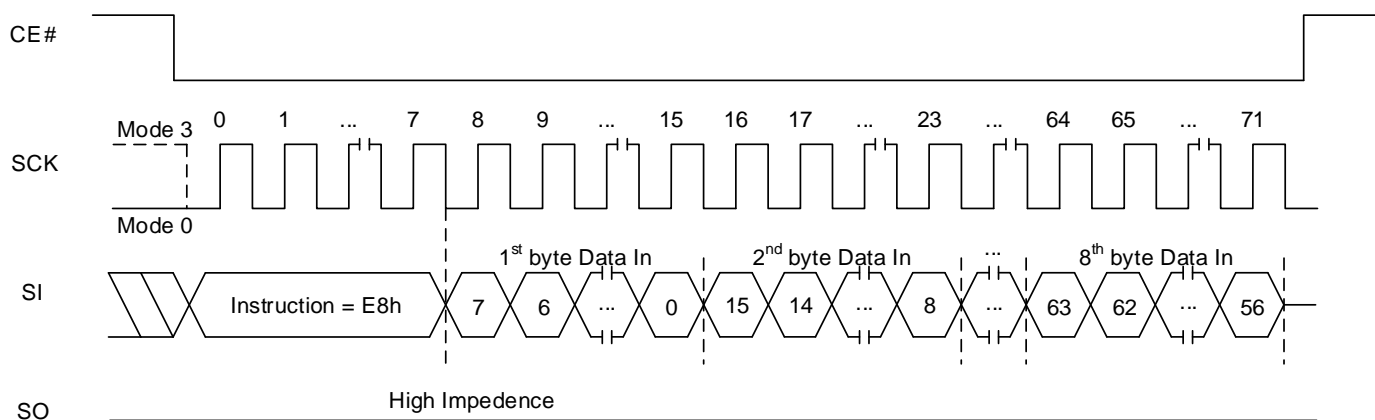 CE#
0 1 ... 7 8 9 ... 15 16 17 ... 23 ... 64 65 ... 71
Mode 3
SCK
Mode 0
1st byte Data In 2nd byte Data In ... 8th byte Data In
SI
Instruction = E8h 7 6 ... 0 15 14 ... 8 ... 63 62 ... 56
High Impedence
SO